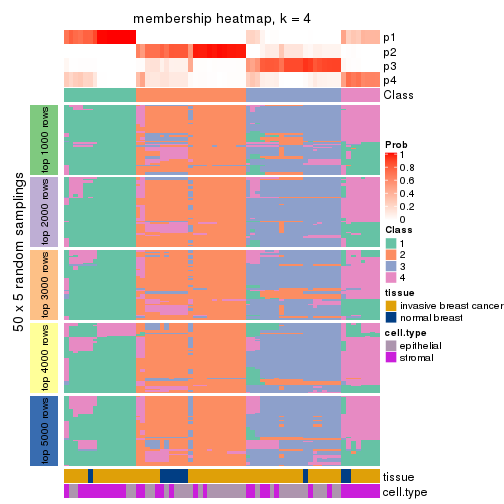 membership heatmap, k = 4
p1
p2
p3
p4
Class
50 x 5 random samplings
top 1000 rows
top 2000 rows
top 3000 rows
top 4000 rows
top 5000 rows
Prob
1
0.8
0.6
0.4
0.2
0
Class
1
2
3
4
tissue
invasive breast cancer
normal breast
cell.type
epithelial
stromal
tissue
cell.type